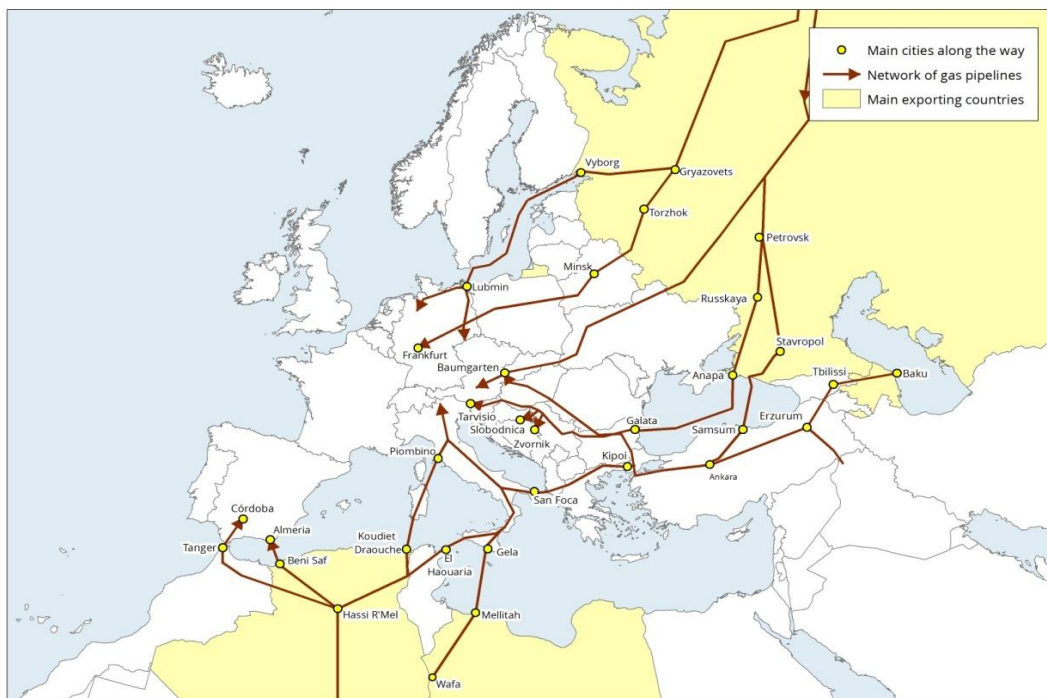 Main cities along the way
Network of gas pipelines
Main exporting countries
Vyborg
Gryazovets
Torzhok
Petrovsk
Minsk
Lubmin
Russkaya
Frankfurt
Stavropol
Baumgarten
Anapa
Tbilissi
Baku
Tarvisio
Slobodnica
Galata
Samsum
Erzurum
Zvornik
Piombino
Kipoi
Ankara
San Foca
Córdoba
Almeria
Koudiet
Draouche
Tanger
Gela
El
Haouaria
Beni Saf
Hassi R'Mel
Mellitah
Wafa